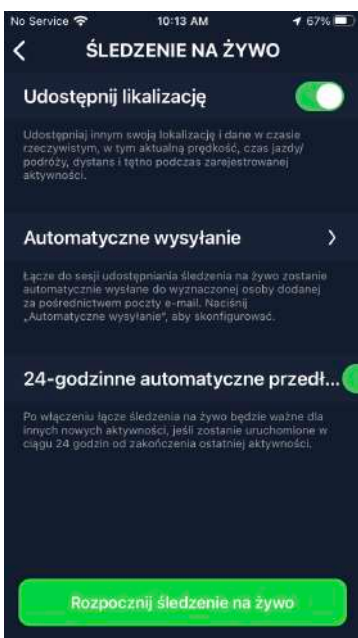 No Service 10:13 AM 67%
ŚLEDZENIE NA ŻYWO
Udostępnij likalizację
Udostępniaj innym swoją lokalizację i dane w czasie
rzeczywistym, w tym aktualną prędkość, czas jazdy/
podróży, dystans i tętno podczas zarejestrowanej
aktywności.
Automatyczne wysyłanie
Łącze do sesji udostępniania śledzenia na żywo zostanie
automatycznie wysłane do wyznaczonej osoby dodanej
za pośrednictwem poczty e-mail. Naciśnij
„Automatyczne wysyłanie", aby skonfigurować.
24-godzinne automatyczne przedł...
Po włączeniu łącze śledzenia na żywo będzie ważne dla
innych nowych aktywności, jeśli zostanie uruchomione w
ciągu 24 godzin od zakończenia ostatniej aktywności.
Rozpocznij śledzenie na żywo